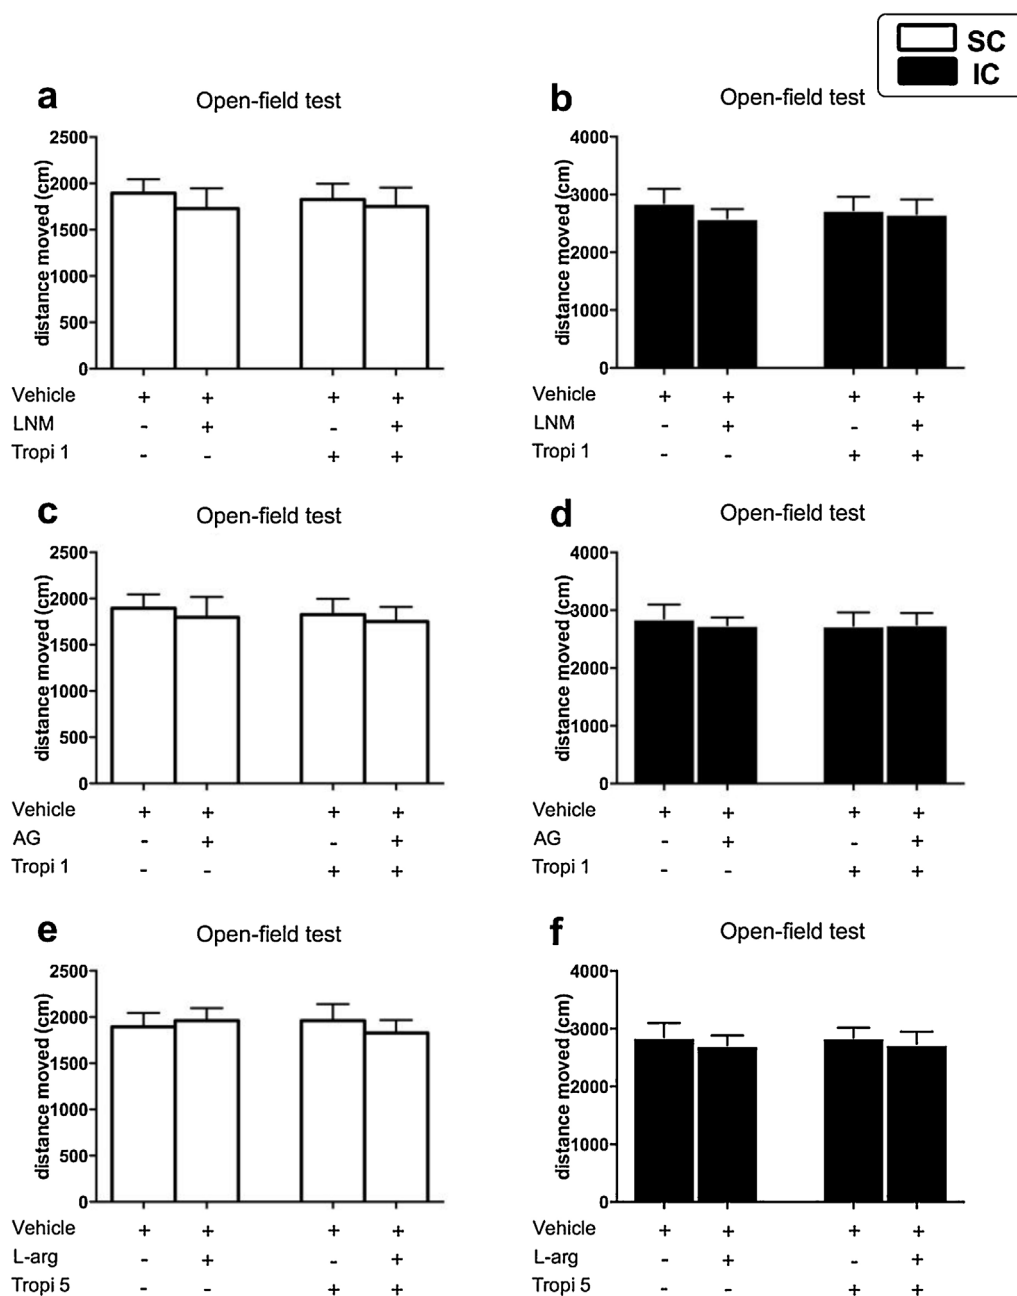 SC
IC
a
Open-field test
distance moved (cm)
2500
2000
1500
1000
500
0
Vehicle + + + +
LNM - + - +
Tropi 1 - - + +
b
Open-field test
distance moved (cm)
4000
3000
2000
1000
0
Vehicle + + + +
LNM - + - +
Tropi 1 - - + +
c
Open-field test
distance moved (cm)
2500
2000
1500
1000
500
0
Vehicle + + + +
AG - + - +
Tropi 1 - - + +
d
Open-field test
distance moved (cm)
4000
3000
2000
1000
0
Vehicle + + + +
AG - + - +
Tropi 1 - - + +
e
Open-field test
distance moved (cm)
2500
2000
1500
1000
500
0
Vehicle + + + +
L-arg - + - +
Tropi 5 - - + +
f
Open-field test
distance moved (cm)
4000
3000
2000
1000
0
Vehicle + + + +
L-arg - + - +
Tropi 5 - - + +